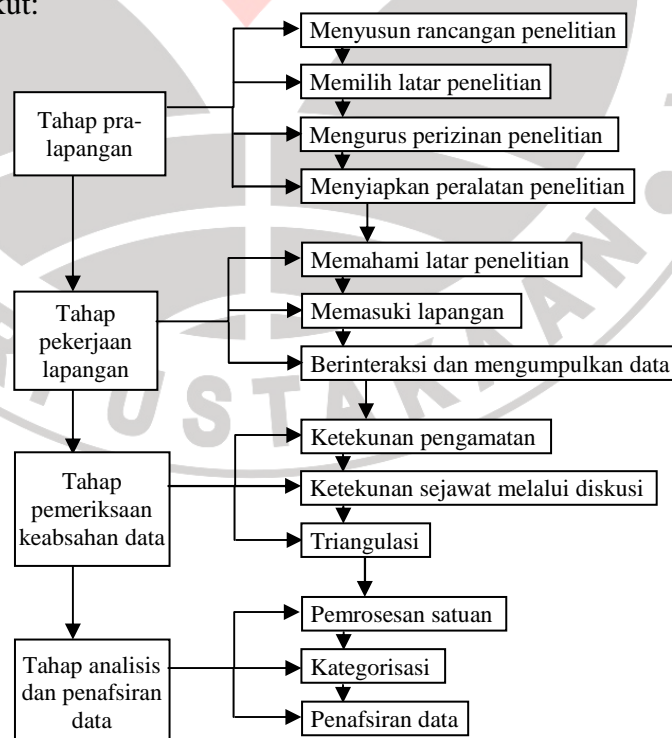 kut:
Menyusun rancangan penelitian
Memilih latar penelitian
Tahap pra-
lapangan
Mengurus perizinan penelitian
Menyiapkan peralatan penelitian
Memahami latar penelitian
Tahap
pekerjaan
lapangan
Memasuki lapangan
Berinteraksi dan mengumpulkan data
Ketekunan pengamatan
Tahap
pemeriksaan
keabsahan data
Ketekunan sejawat melalui diskusi
Triangulasi
Pemrosesan satuan
Tahap analisis
dan penafsiran
data
Kategorisasi
Penafsiran data
USTAKAAN